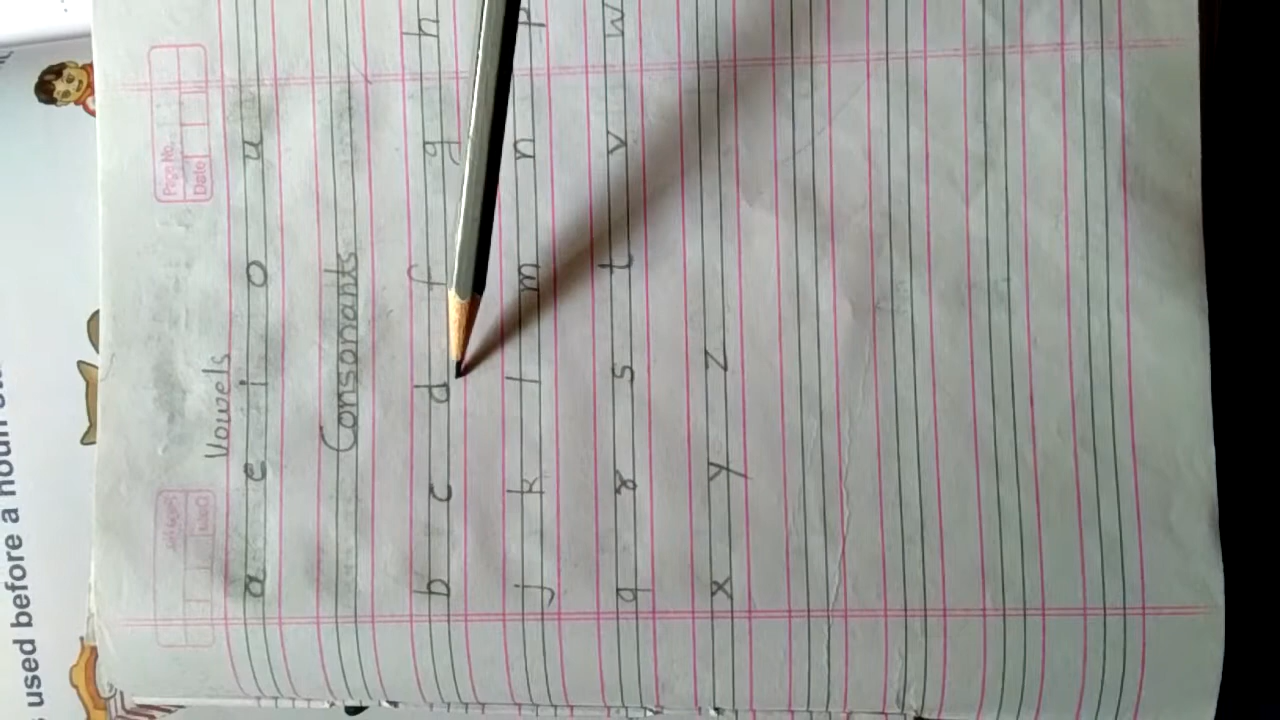 Page No.
Date
Vowels
a e i o u
Consonants
b c d f g h
j k l m n p
q r s t v w
x y z
used before a noun